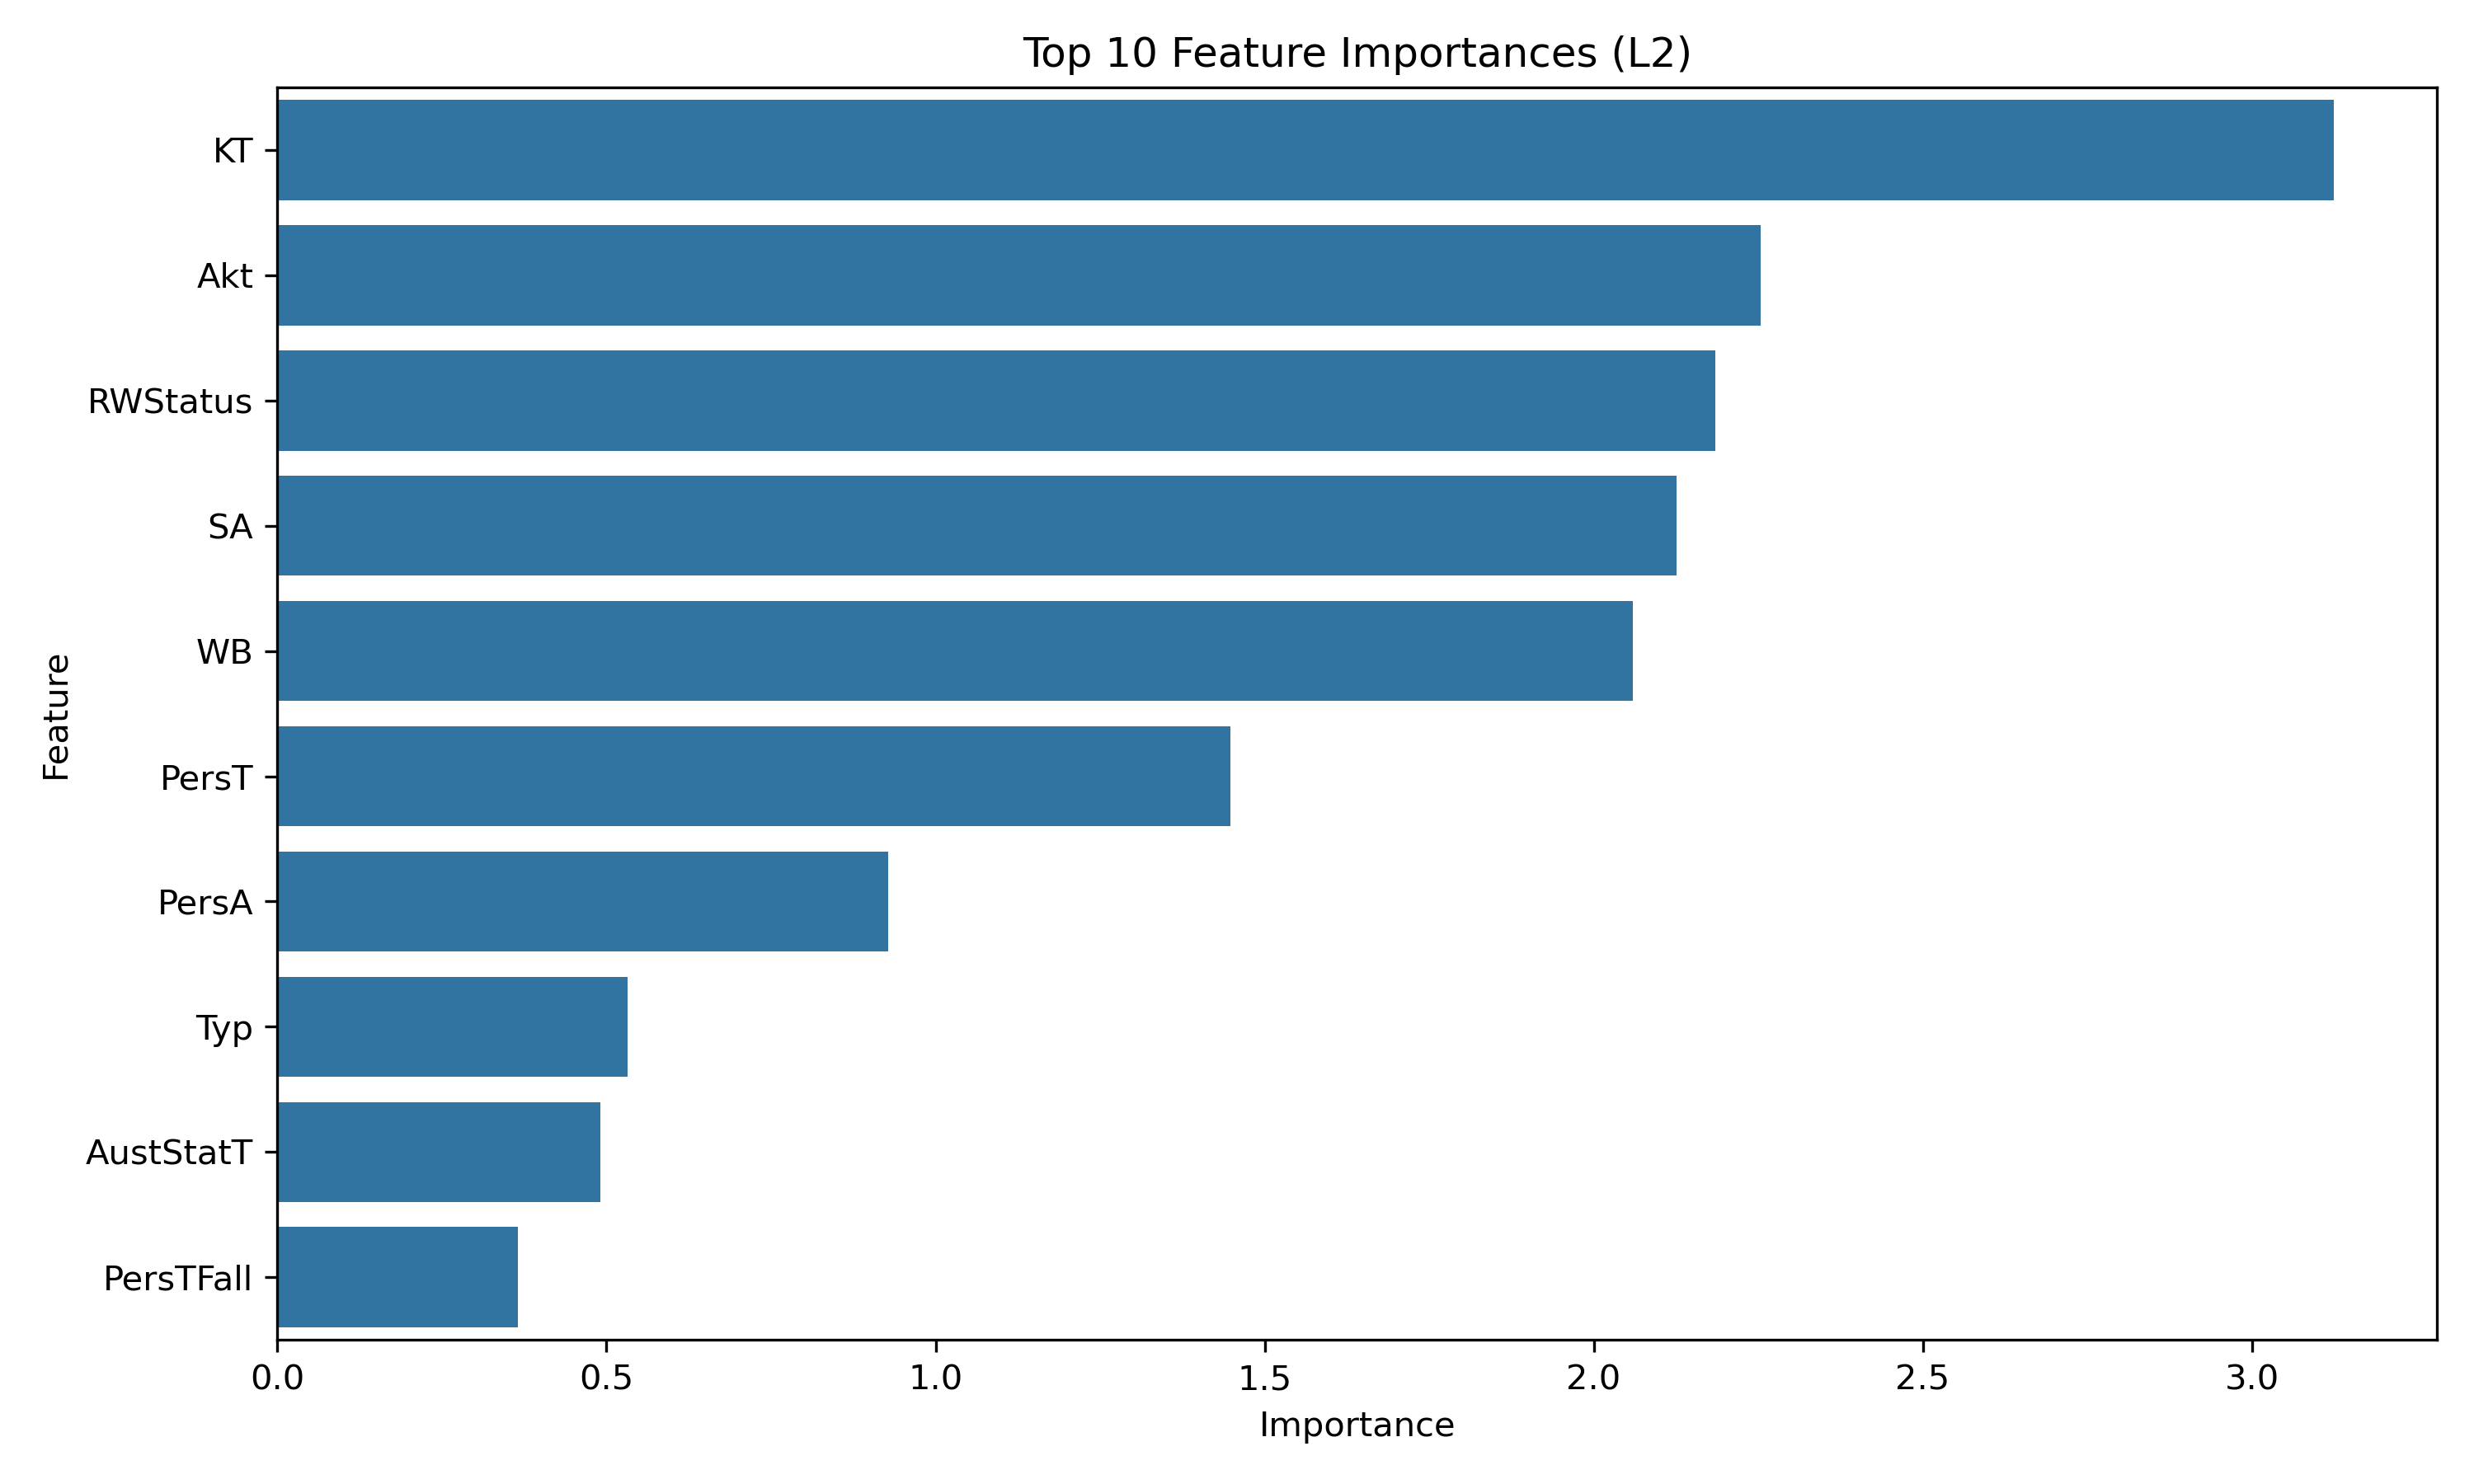 Top 10 Feature Importances (L2)
KT
Akt
RWStatus
SA
WB
PersT
PersA
Typ
AustStatT
PersTFall
Feature
0.0 0.5 1.0 1.5 2.0 2.5 3.0
Importance